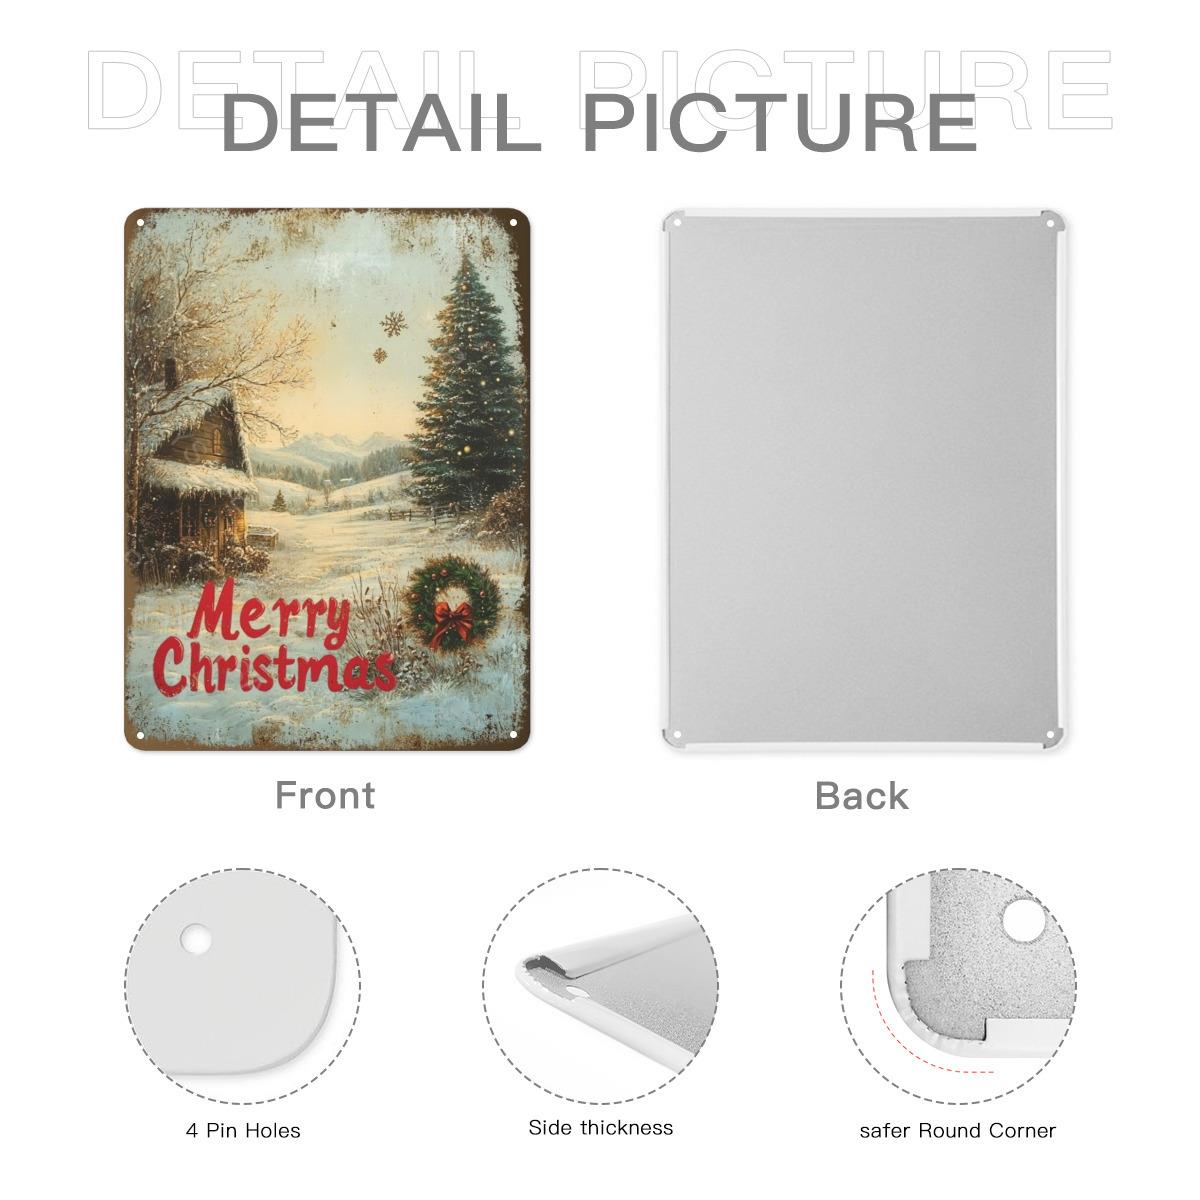 DETAIL PICTURE
DETAIL PICTURE
Merry
Christmas
Front
Back
4 Pin Holes
Side thickness
safer Round Corner